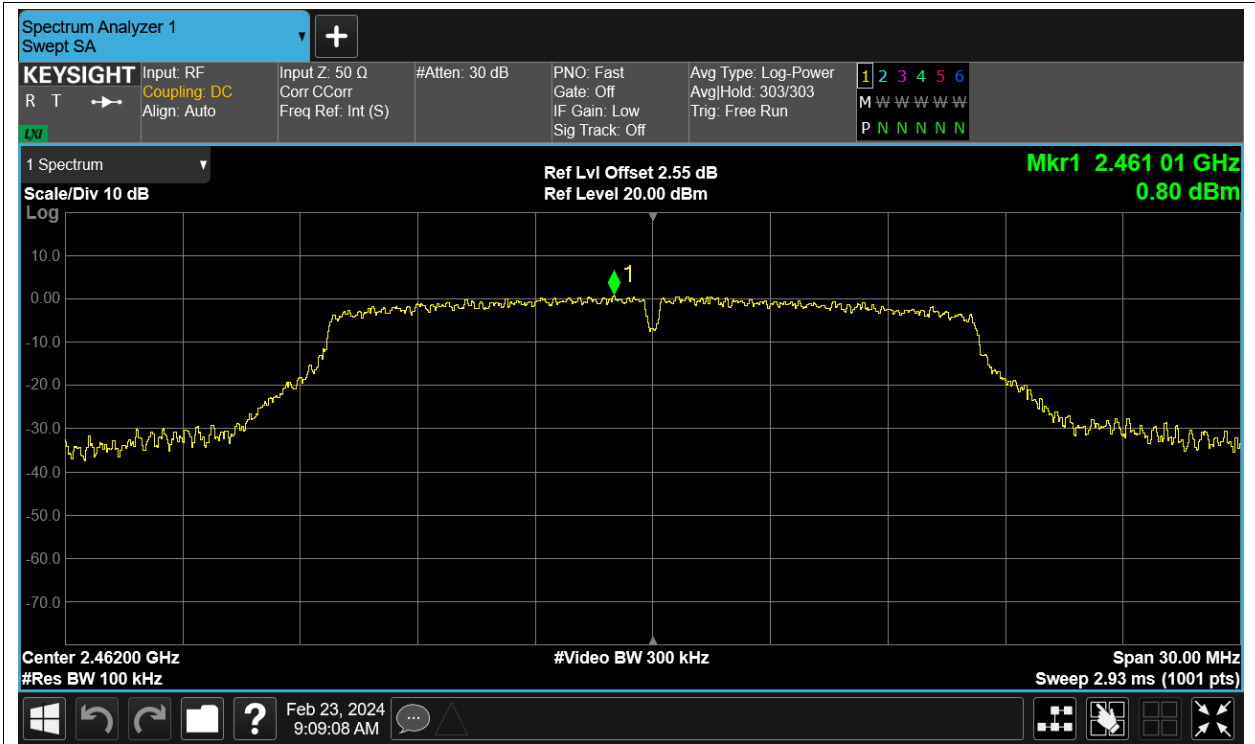 Spectrum Analyzer 1
Swept SA
KEYSIGHT
R T
LXI
Input: RF
Coupling: DC
Align: Auto
Input Z: 50 Ω
Corr CCorr
Freq Ref: Int (S)
#Atten: 30 dB
PNO: Fast
Gate: Off
IF Gain: Low
Sig Track: Off
Avg Type: Log-Power
Avg|Hold: 303/303
Trig: Free Run
1 2 3 4 5 6
M W W W W W
P N N N N N
1 Spectrum
Scale/Div 10 dB
Ref Lvl Offset 2.55 dB
Ref Level 20.00 dBm
Mkr1 2.461 01 GHz
0.80 dBm
Log
10.0
0.00
-10.0
-20.0
-30.0
-40.0
-50.0
-60.0
-70.0
1
Center 2.46200 GHz
#Res BW 100 kHz
#Video BW 300 kHz
Span 30.00 MHz
Sweep 2.93 ms (1001 pts)
?
Feb 23, 2024
9:09:08 AM